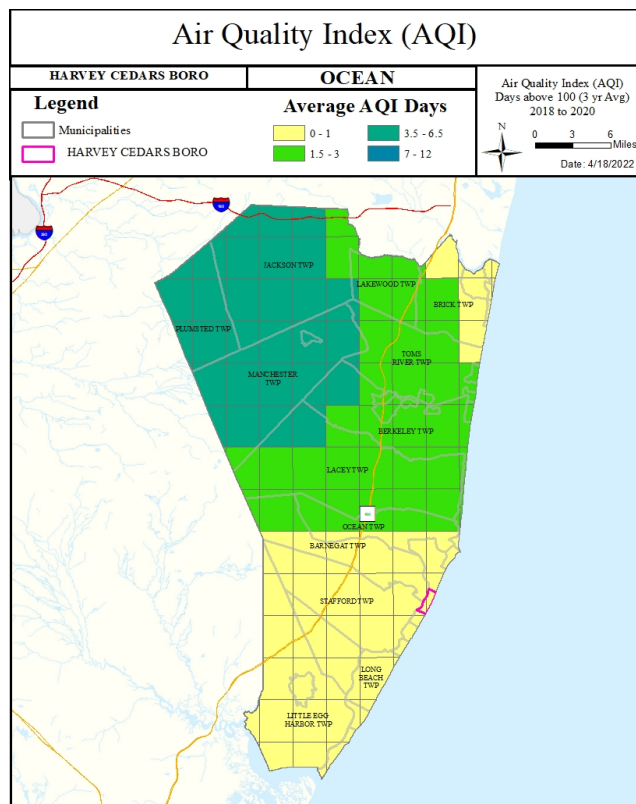 Air Quality Index (AQI)
HARVEY CEDARS BORO
OCEAN
Air Quality Index (AQI)
Days above 100 (3 yr Avg)
2018 to 2020
Legend
Municipalities
HARVEY CEDARS BORO
Average AQI Days
0 - 1
1.5 - 3
3.5 - 6.5
7 - 12
N
0 3 6
Miles
Date: 4/18/2022
JACKSON TWP
LAKEWOOD TWP
BRICK TWP
PLUMSTED TWP
TOMS
RIVER TWP
MANCHESTER
TWP
BERKELEY TWP
LACEY TWP
OCEAN TWP
BARNEGAT TWP
STAFFORD TWP
LONG
BEACH
TWP
LITTLE EGG
HARBOR TWP